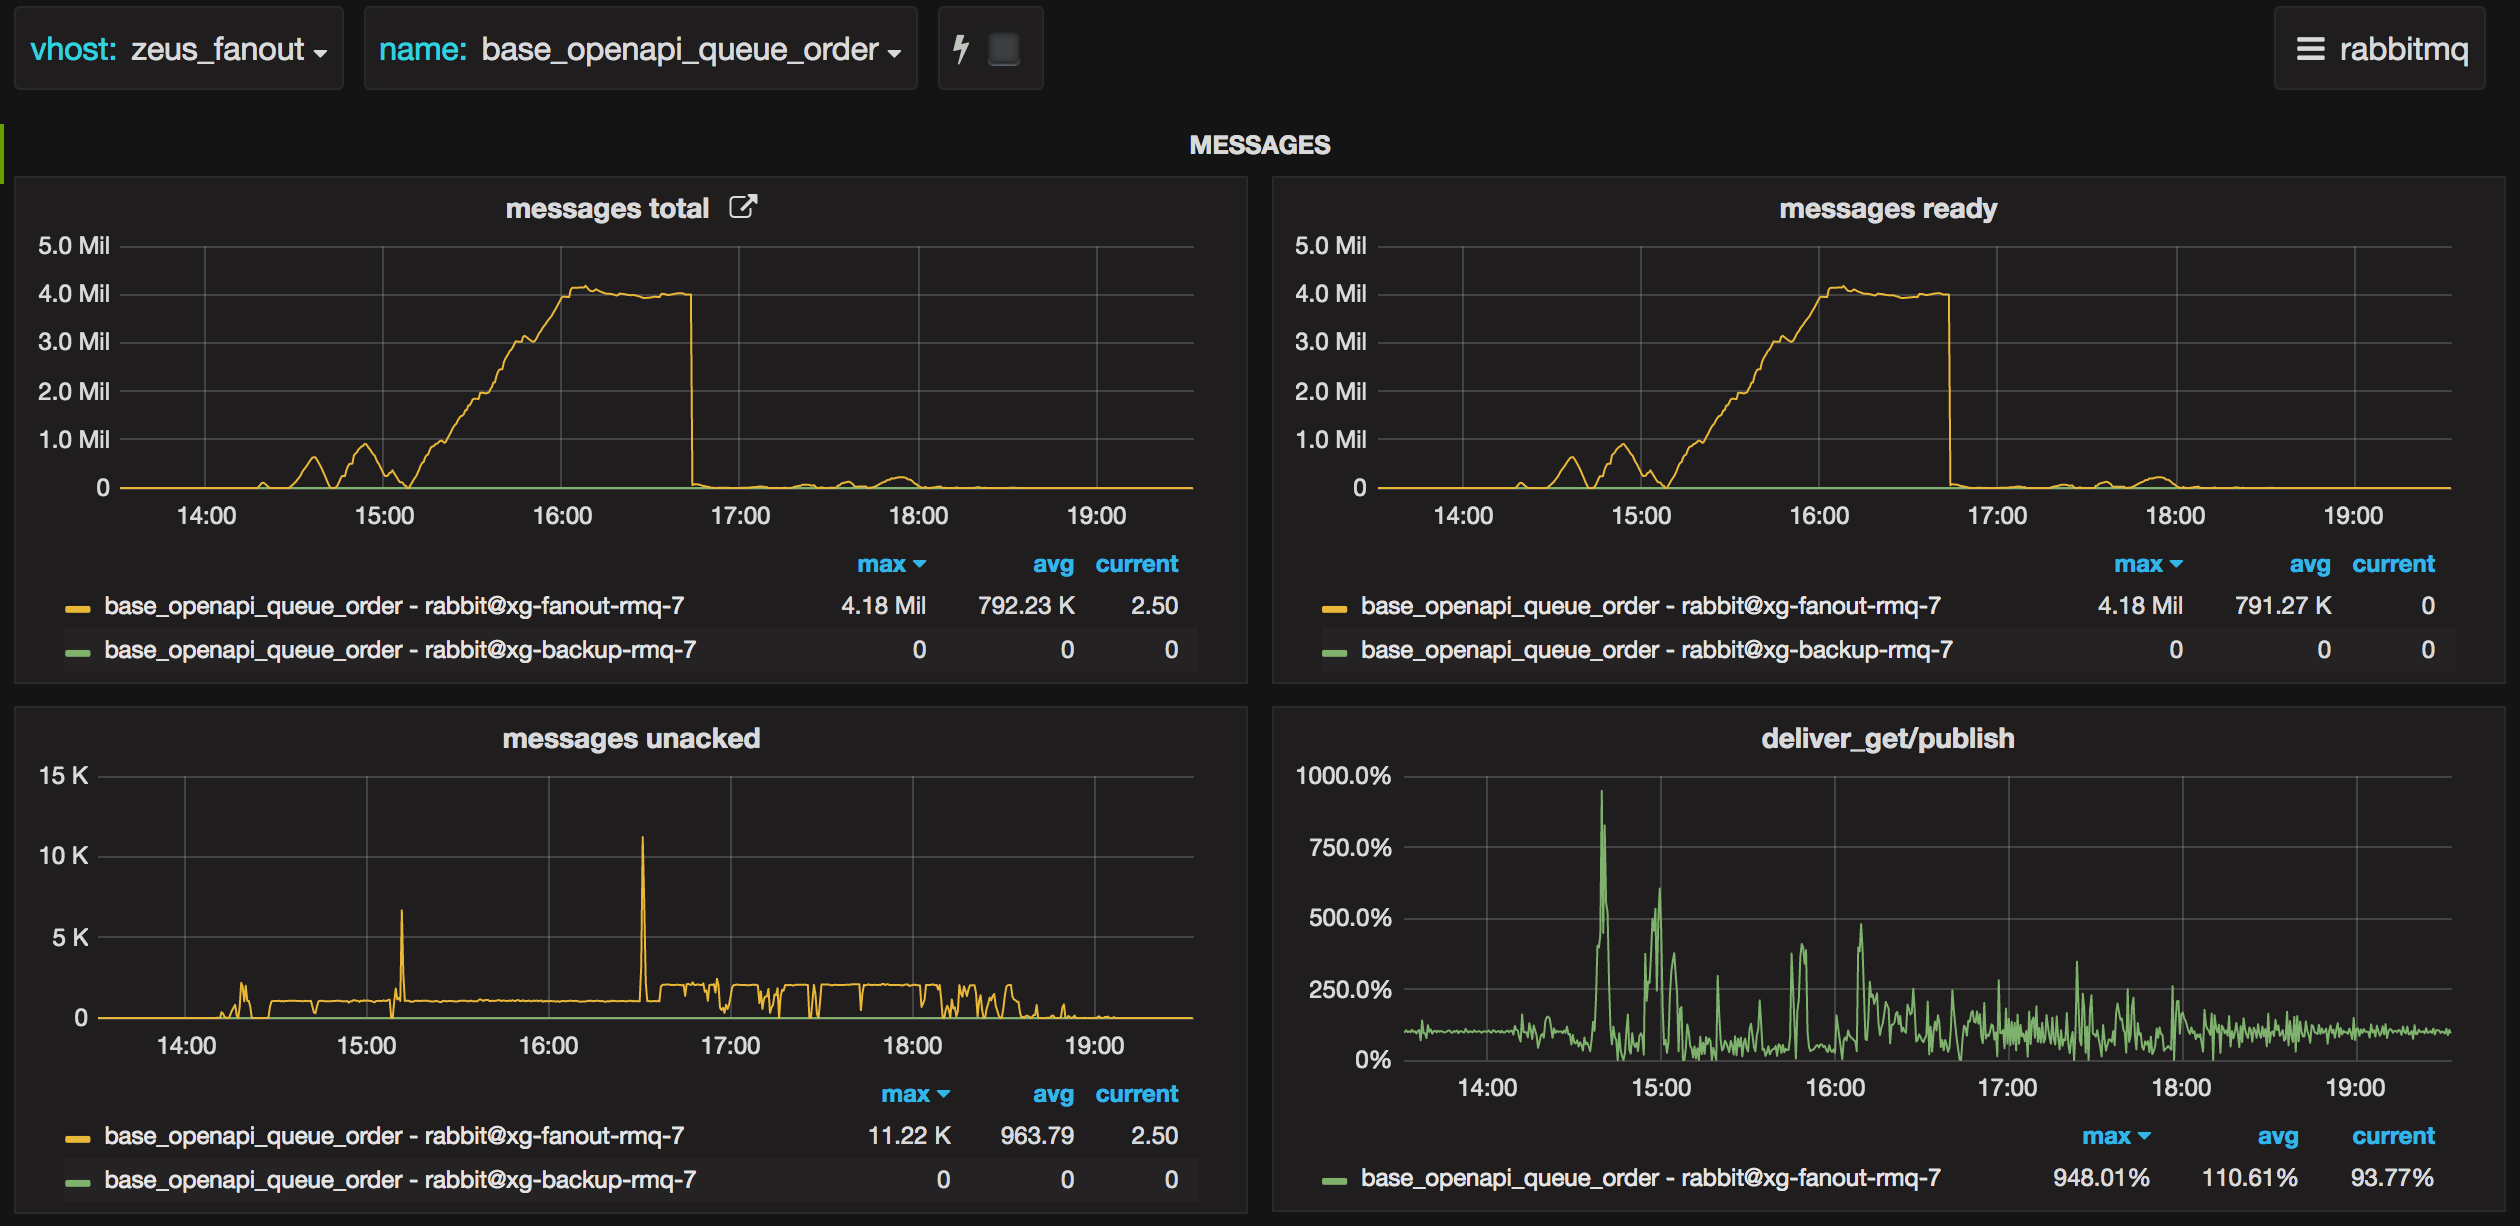 vhost: zeus_fanout
name: base_openapi_queue_order
rabbitmq
MESSAGES
messages total
5.0 Mil
4.0 Mil
3.0 Mil
2.0 Mil
1.0 Mil
0
14:00 15:00 16:00 17:00 18:00 19:00
max avg current
base_openapi_queue_order - rabbit@xg-fanout-rmq-7 4.18 Mil 792.23 K 2.50
base_openapi_queue_order - rabbit@xg-backup-rmq-7 0 0 0
messages ready
5.0 Mil
4.0 Mil
3.0 Mil
2.0 Mil
1.0 Mil
0
14:00 15:00 16:00 17:00 18:00 19:00
max avg current
base_openapi_queue_order - rabbit@xg-fanout-rmq-7 4.18 Mil 791.27 K 0
base_openapi_queue_order - rabbit@xg-backup-rmq-7 0 0 0
messages unacked
15 K
10 K
5 K
0
14:00 15:00 16:00 17:00 18:00 19:00
max avg current
base_openapi_queue_order - rabbit@xg-fanout-rmq-7 11.22 K 963.79 2.50
base_openapi_queue_order - rabbit@xg-backup-rmq-7 0 0 0
deliver_get/publish
1000.0%
750.0%
500.0%
250.0%
0%
14:00 15:00 16:00 17:00 18:00 19:00
max avg current
base_openapi_queue_order - rabbit@xg-fanout-rmq-7 948.01% 110.61% 93.77%